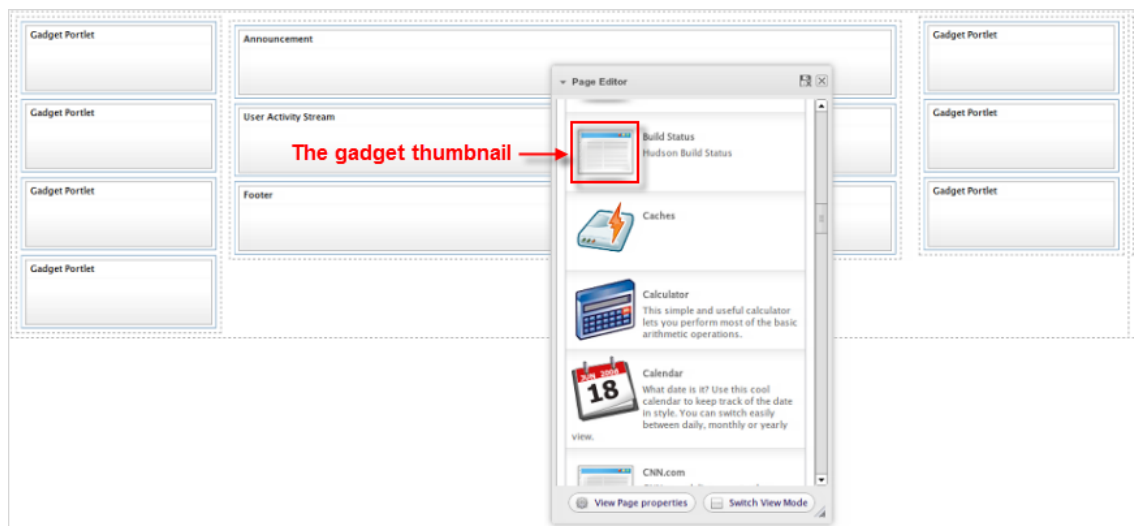 Gadget Portlet
Gadget Portlet
Gadget Portlet
Gadget Portlet
Announcement
User Activity Stream
Footer
Gadget Portlet
Gadget Portlet
Gadget Portlet
The gadget thumbnail
Page Editor
Build Status
Hudson Build Status
Caches
Calculator
This simple and useful calculator
lets you perform most of the basic
arithmetic operations.
JUN 2006
18
Calendar
What date is it? Use this cool
calendar to keep track of the date
in style. You can switch easily
between daily, monthly or yearly
view.
CNN.com
View Page properties
Switch View Mode